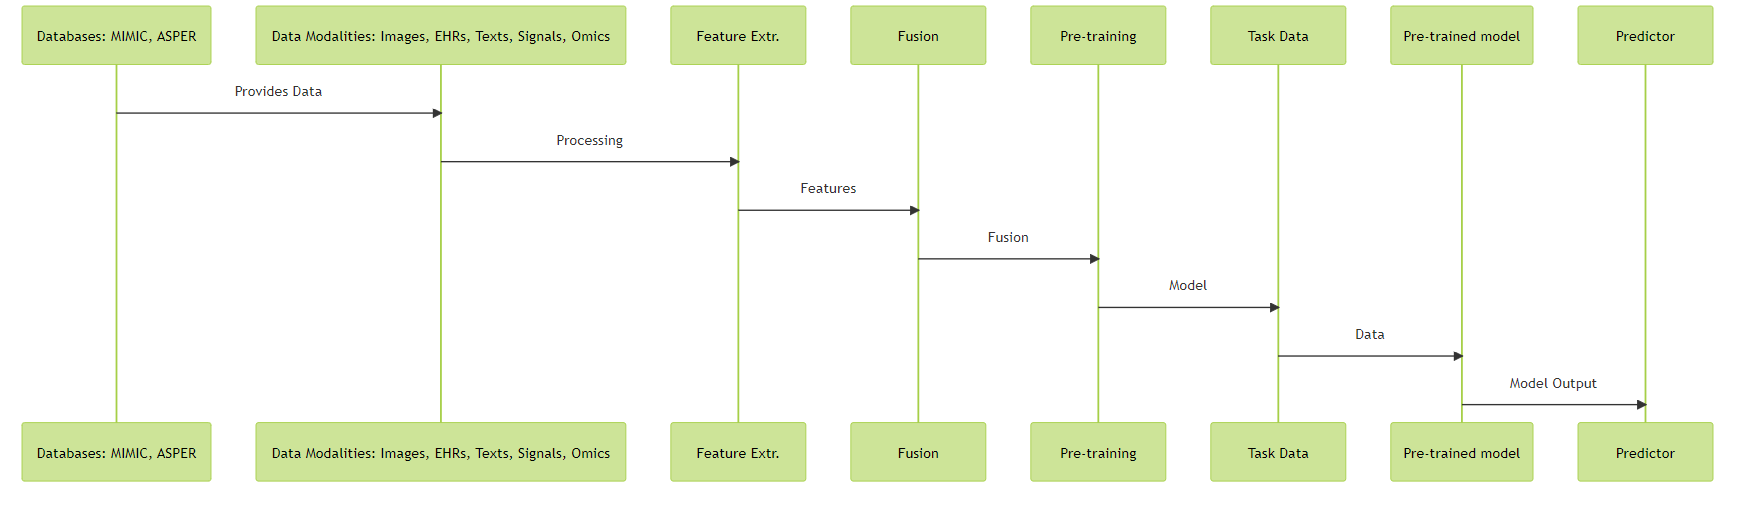 Databases: MIMIC, ASPER
Data Modalities: Images, EHRs, Texts, Signals, Omics
Feature Extr.
Fusion
Pre-training
Task Data
Pre-trained model
Predictor
Provides Data
Processing
Features
Fusion
Model
Data
Model Output
Databases: MIMIC, ASPER
Data Modalities: Images, EHRs, Texts, Signals, Omics
Feature Extr.
Fusion
Pre-training
Task Data
Pre-trained model
Predictor